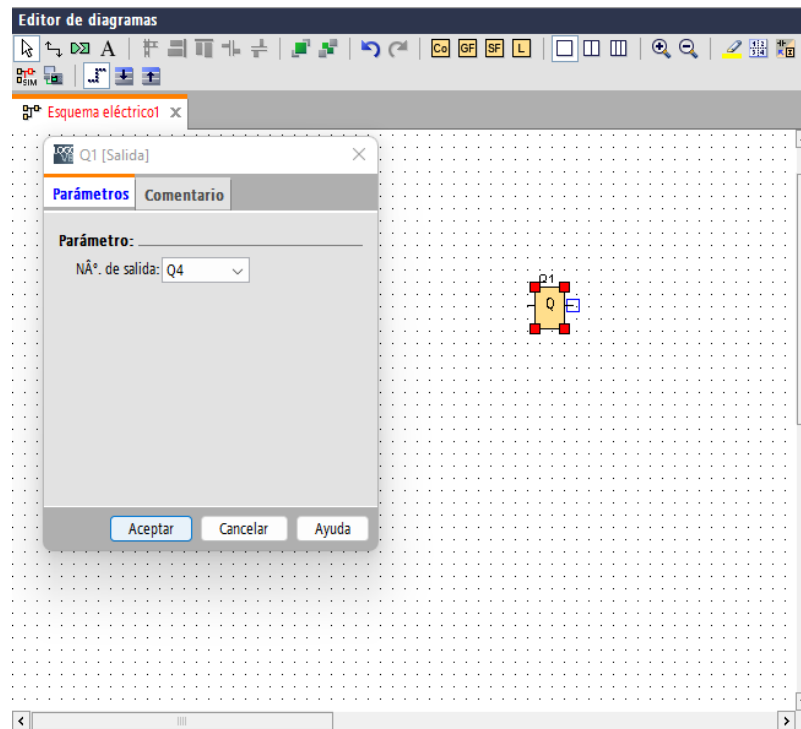 Editor de diagramas
A Co GF SF L
SIM
Esquema eléctrico1 x
Q1 [Salida]
Parámetros Comentario
Parámetro:
NÂº. de salida: Q4
Aceptar Cancelar Ayuda
Q1
Q